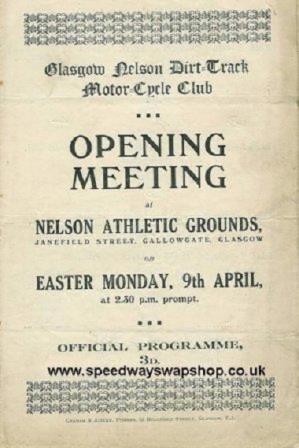 Glasgow Nelson Dirt-Track
Motor-Cycle Club
OPENING
MEETING
at
NELSON ATHLETIC GROUNDS,
JANEFIELD STREET, GALLOWGATE, GLASGOW
on
EASTER MONDAY, 9th APRIL,
at 2.30 p.m. prompt.
OFFICIAL PROGRAMME,
3D.
www.speedwayswapshop.co.uk